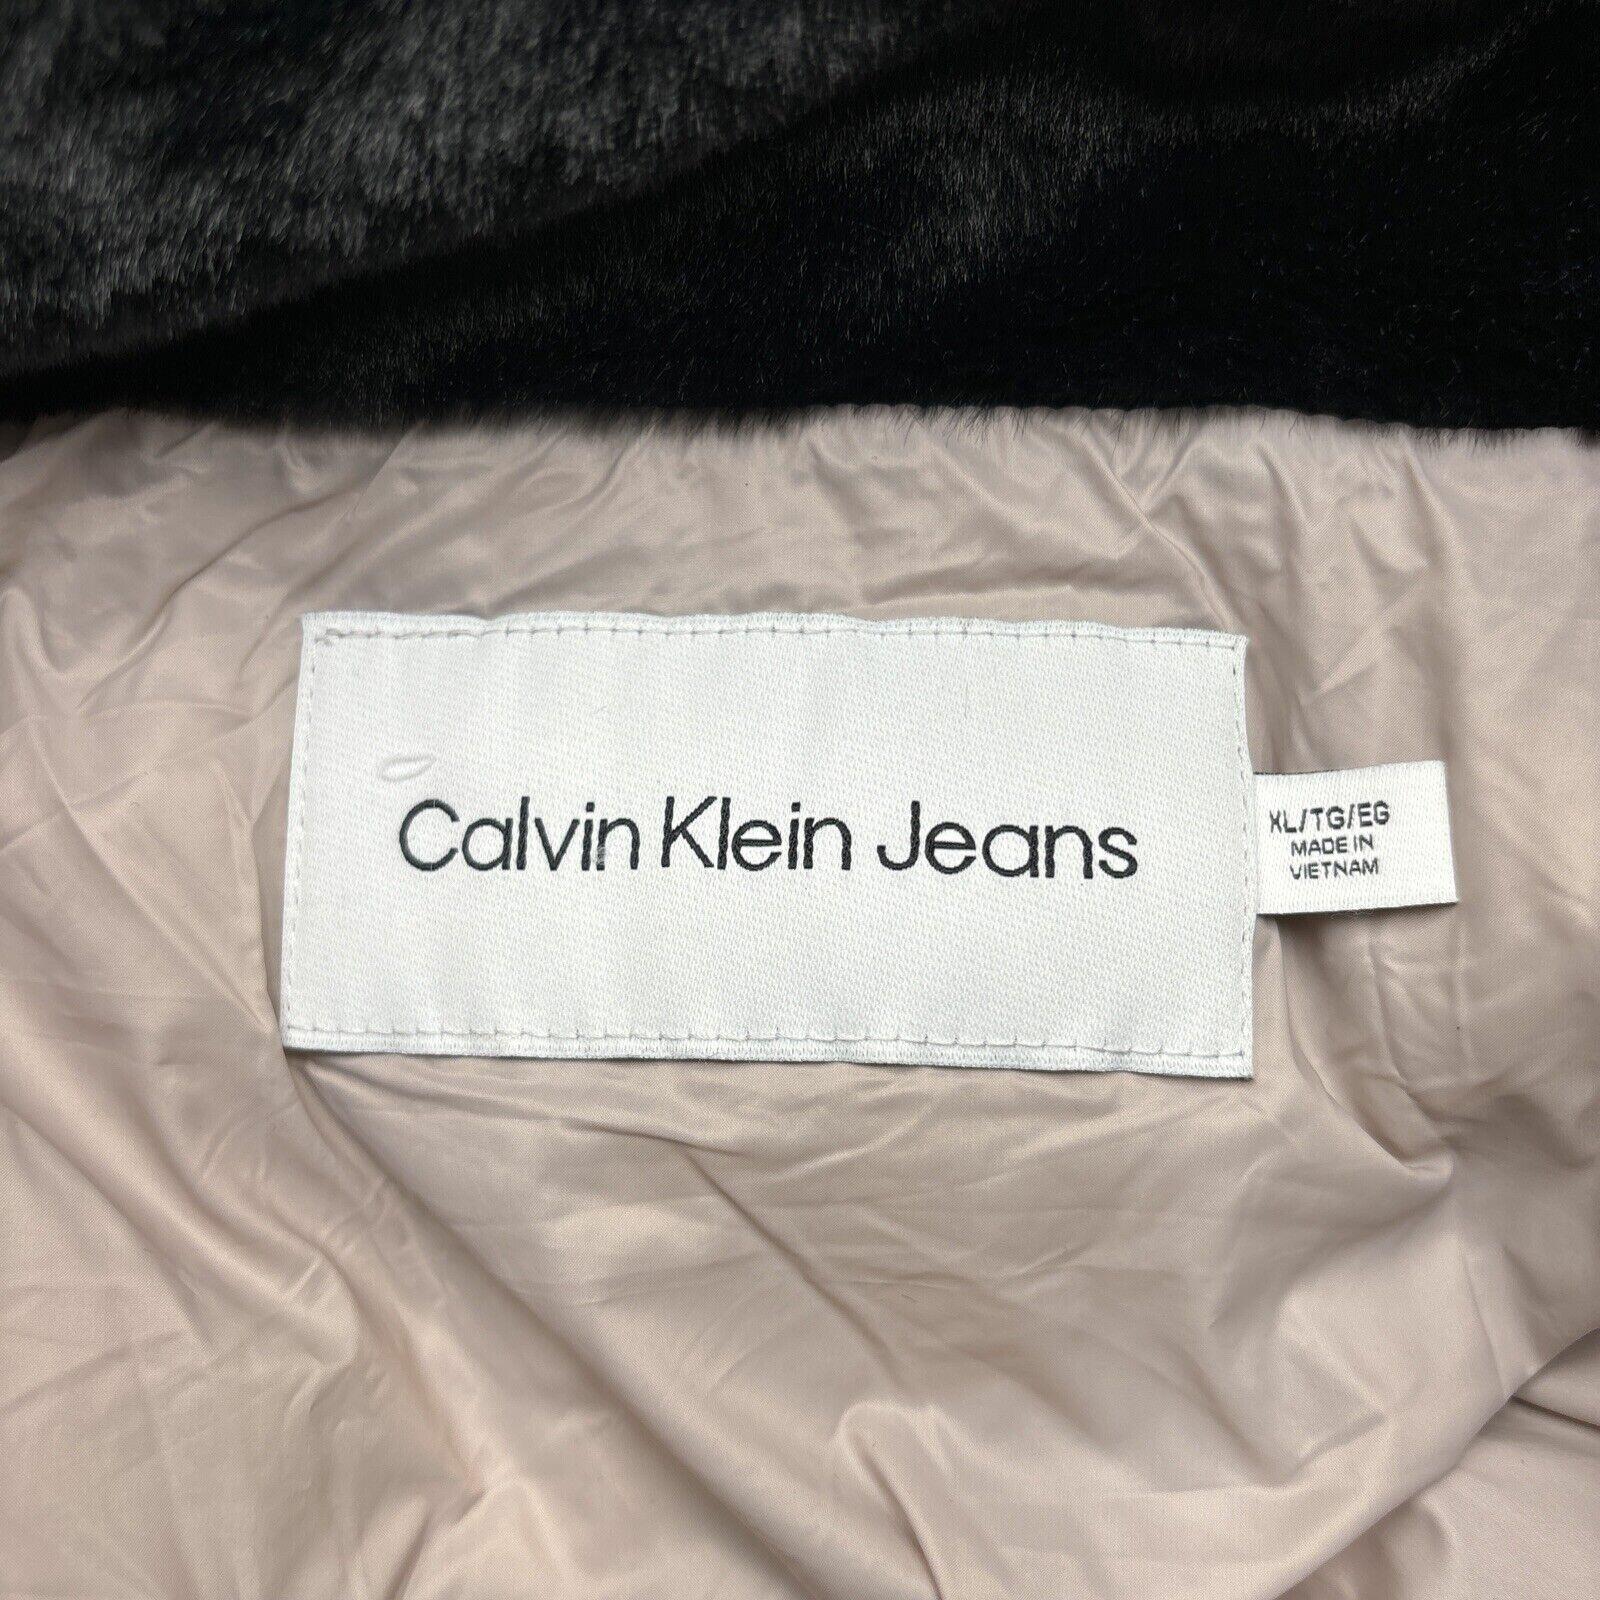 Calvin Klein Jeans
XL/TG/EG
MADE IN
VIETNAM